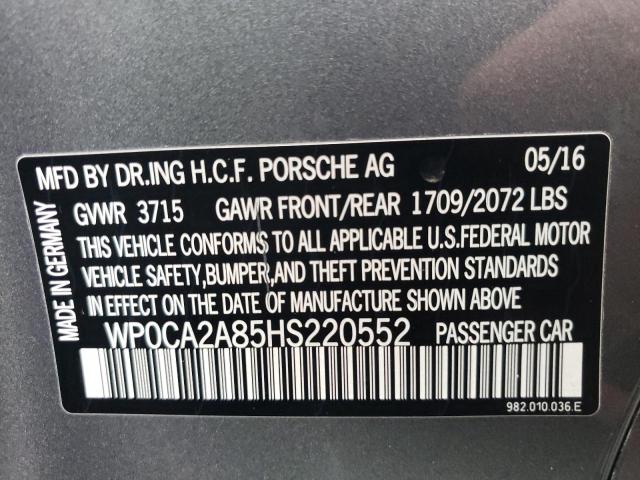 MFD BY DR.ING H.C.F. PORSCHE AG 05/16
GVWR 3715 GAWR FRONT/REAR 1709/2072 LBS
THIS VEHICLE CONFORMS TO ALL APPLICABLE U.S.FEDERAL MOTOR
VEHICLE SAFETY,BUMPER,AND THEFT PREVENTION STANDARDS
IN EFFECT ON THE DATE OF MANUFACTURE SHOWN ABOVE.
WP0CA2A85HS220552 PASSENGER CAR
982.010.036.E
MADE IN GERMANY